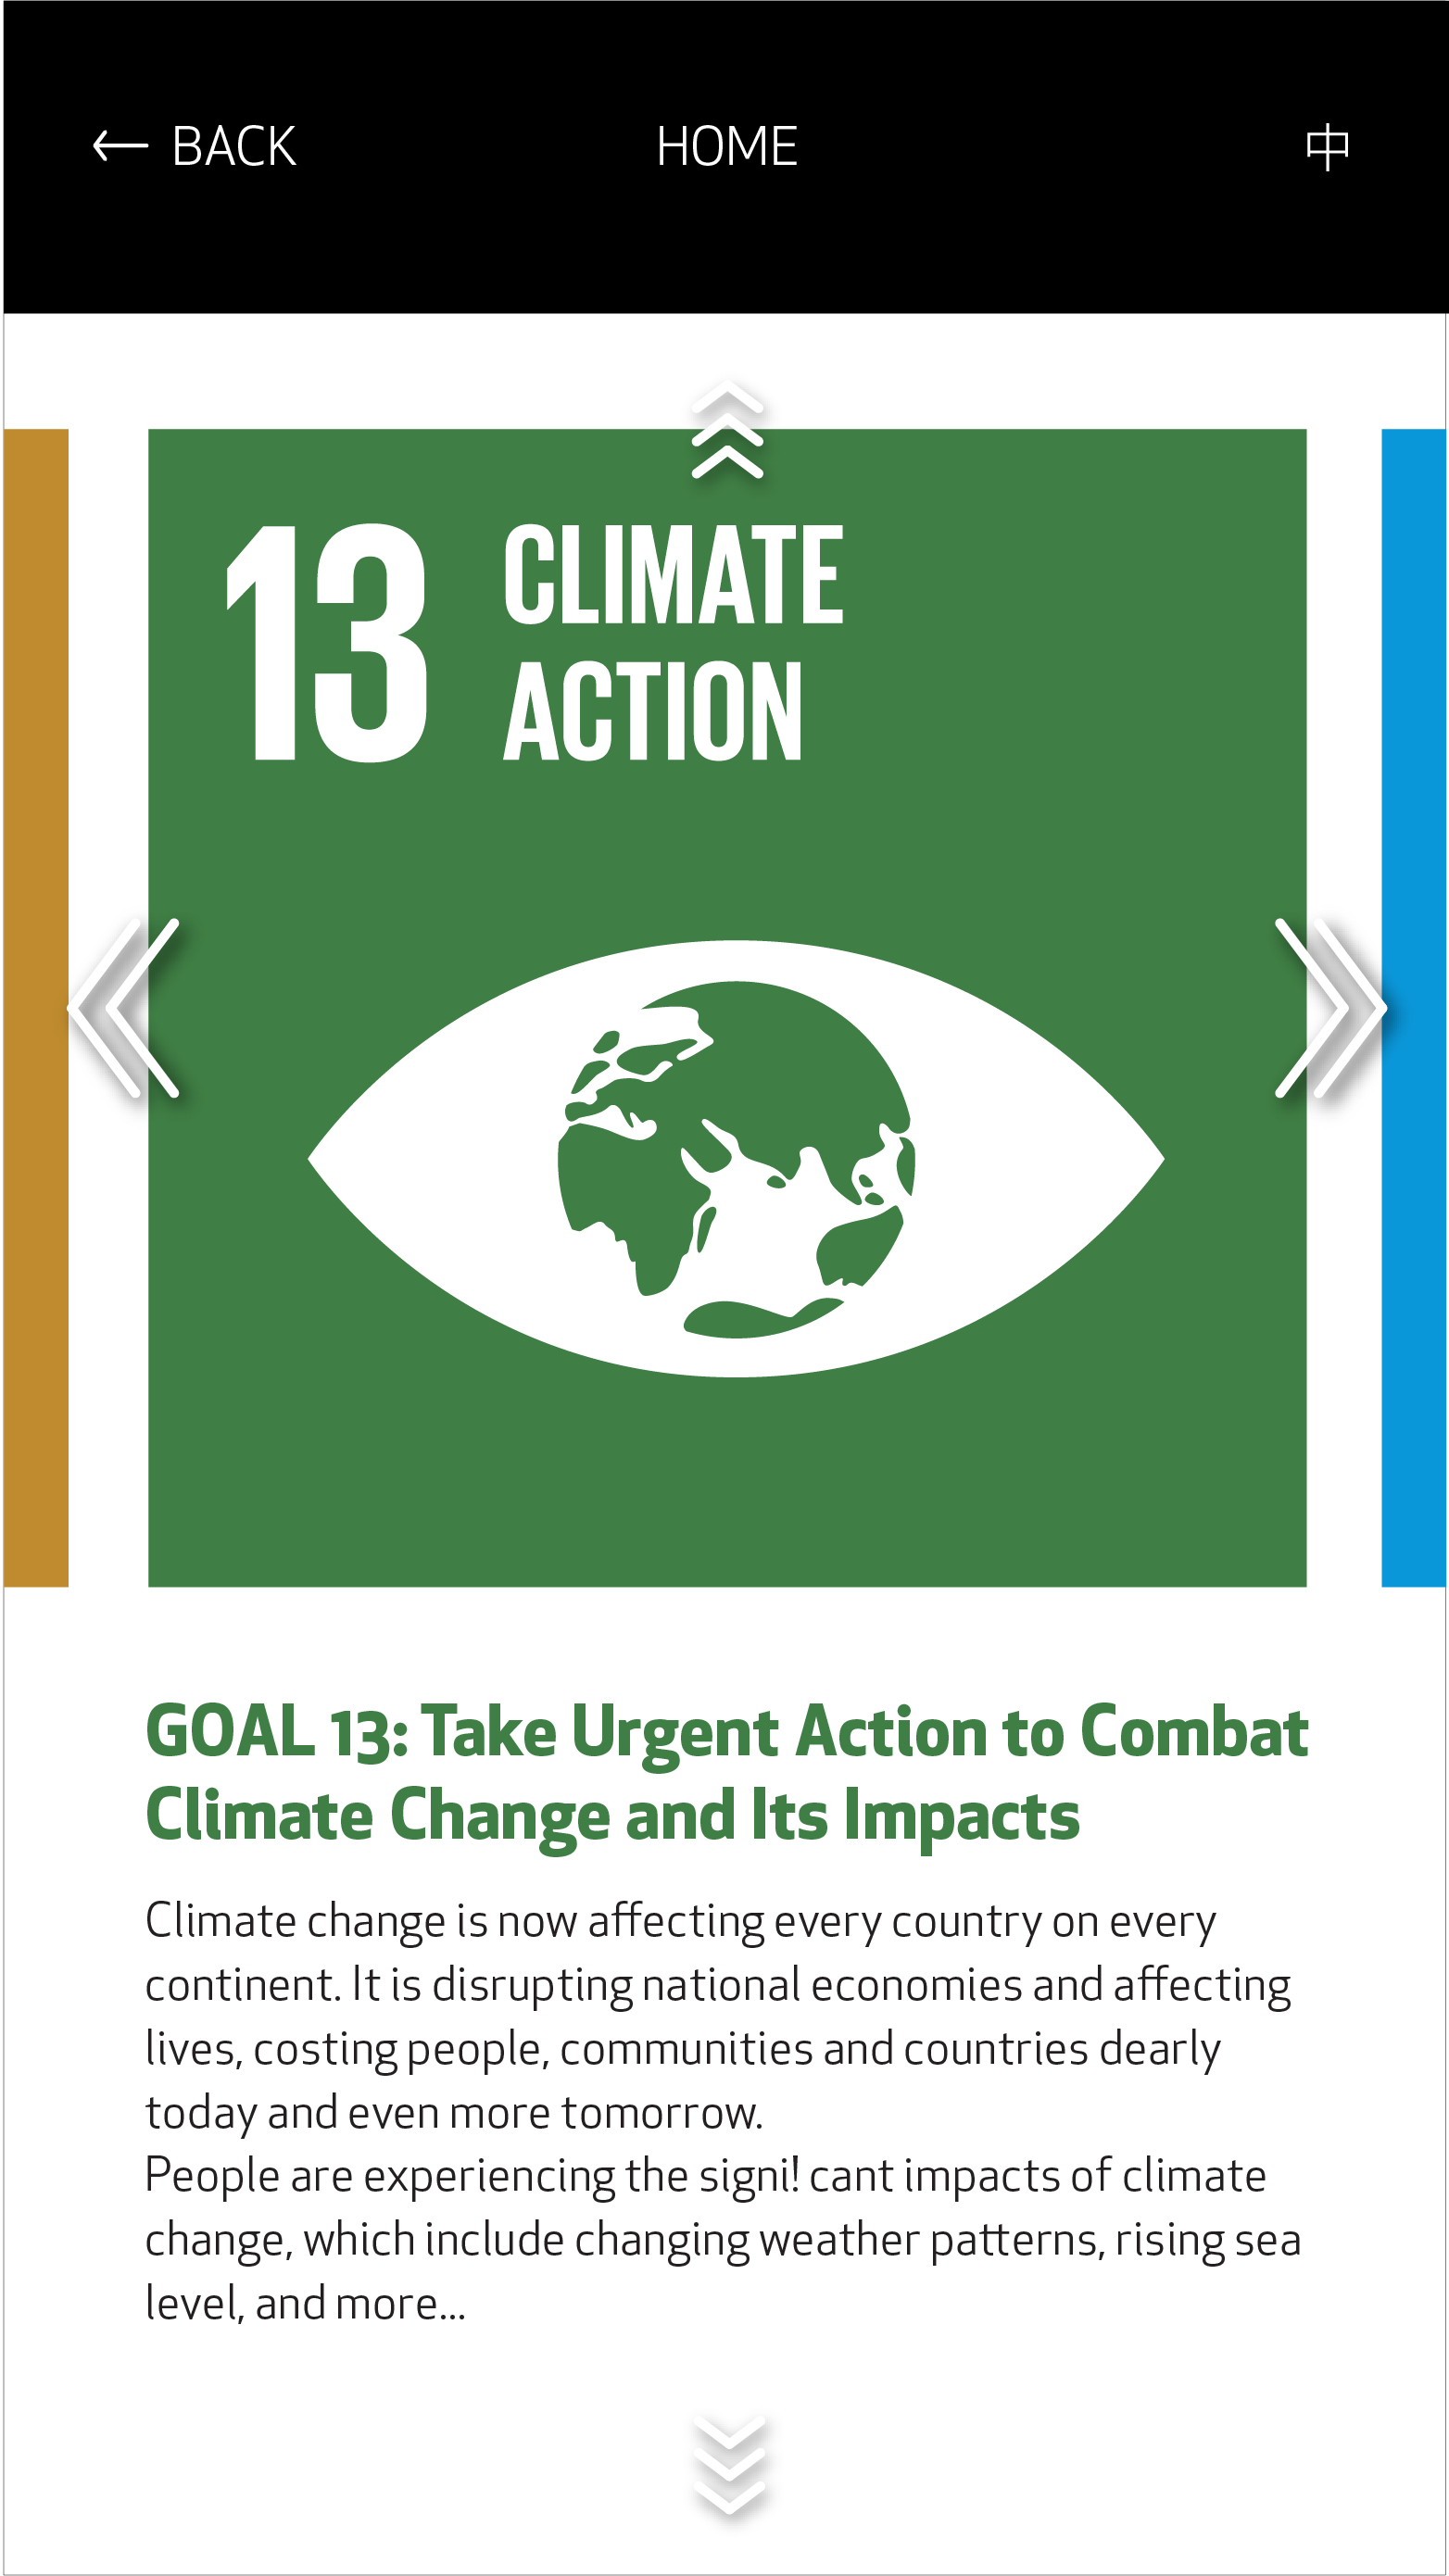 ← BACK HOME 中
13 CLIMATE
ACTION
GOAL 13: Take Urgent Action to Combat
Climate Change and Its Impacts
Climate change is now affecting every country on every
continent. It is disrupting national economies and affecting
lives, costing people, communities and countries dearly
today and even more tomorrow.
People are experiencing the signi! cant impacts of climate
change, which include changing weather patterns, rising sea
level, and more...